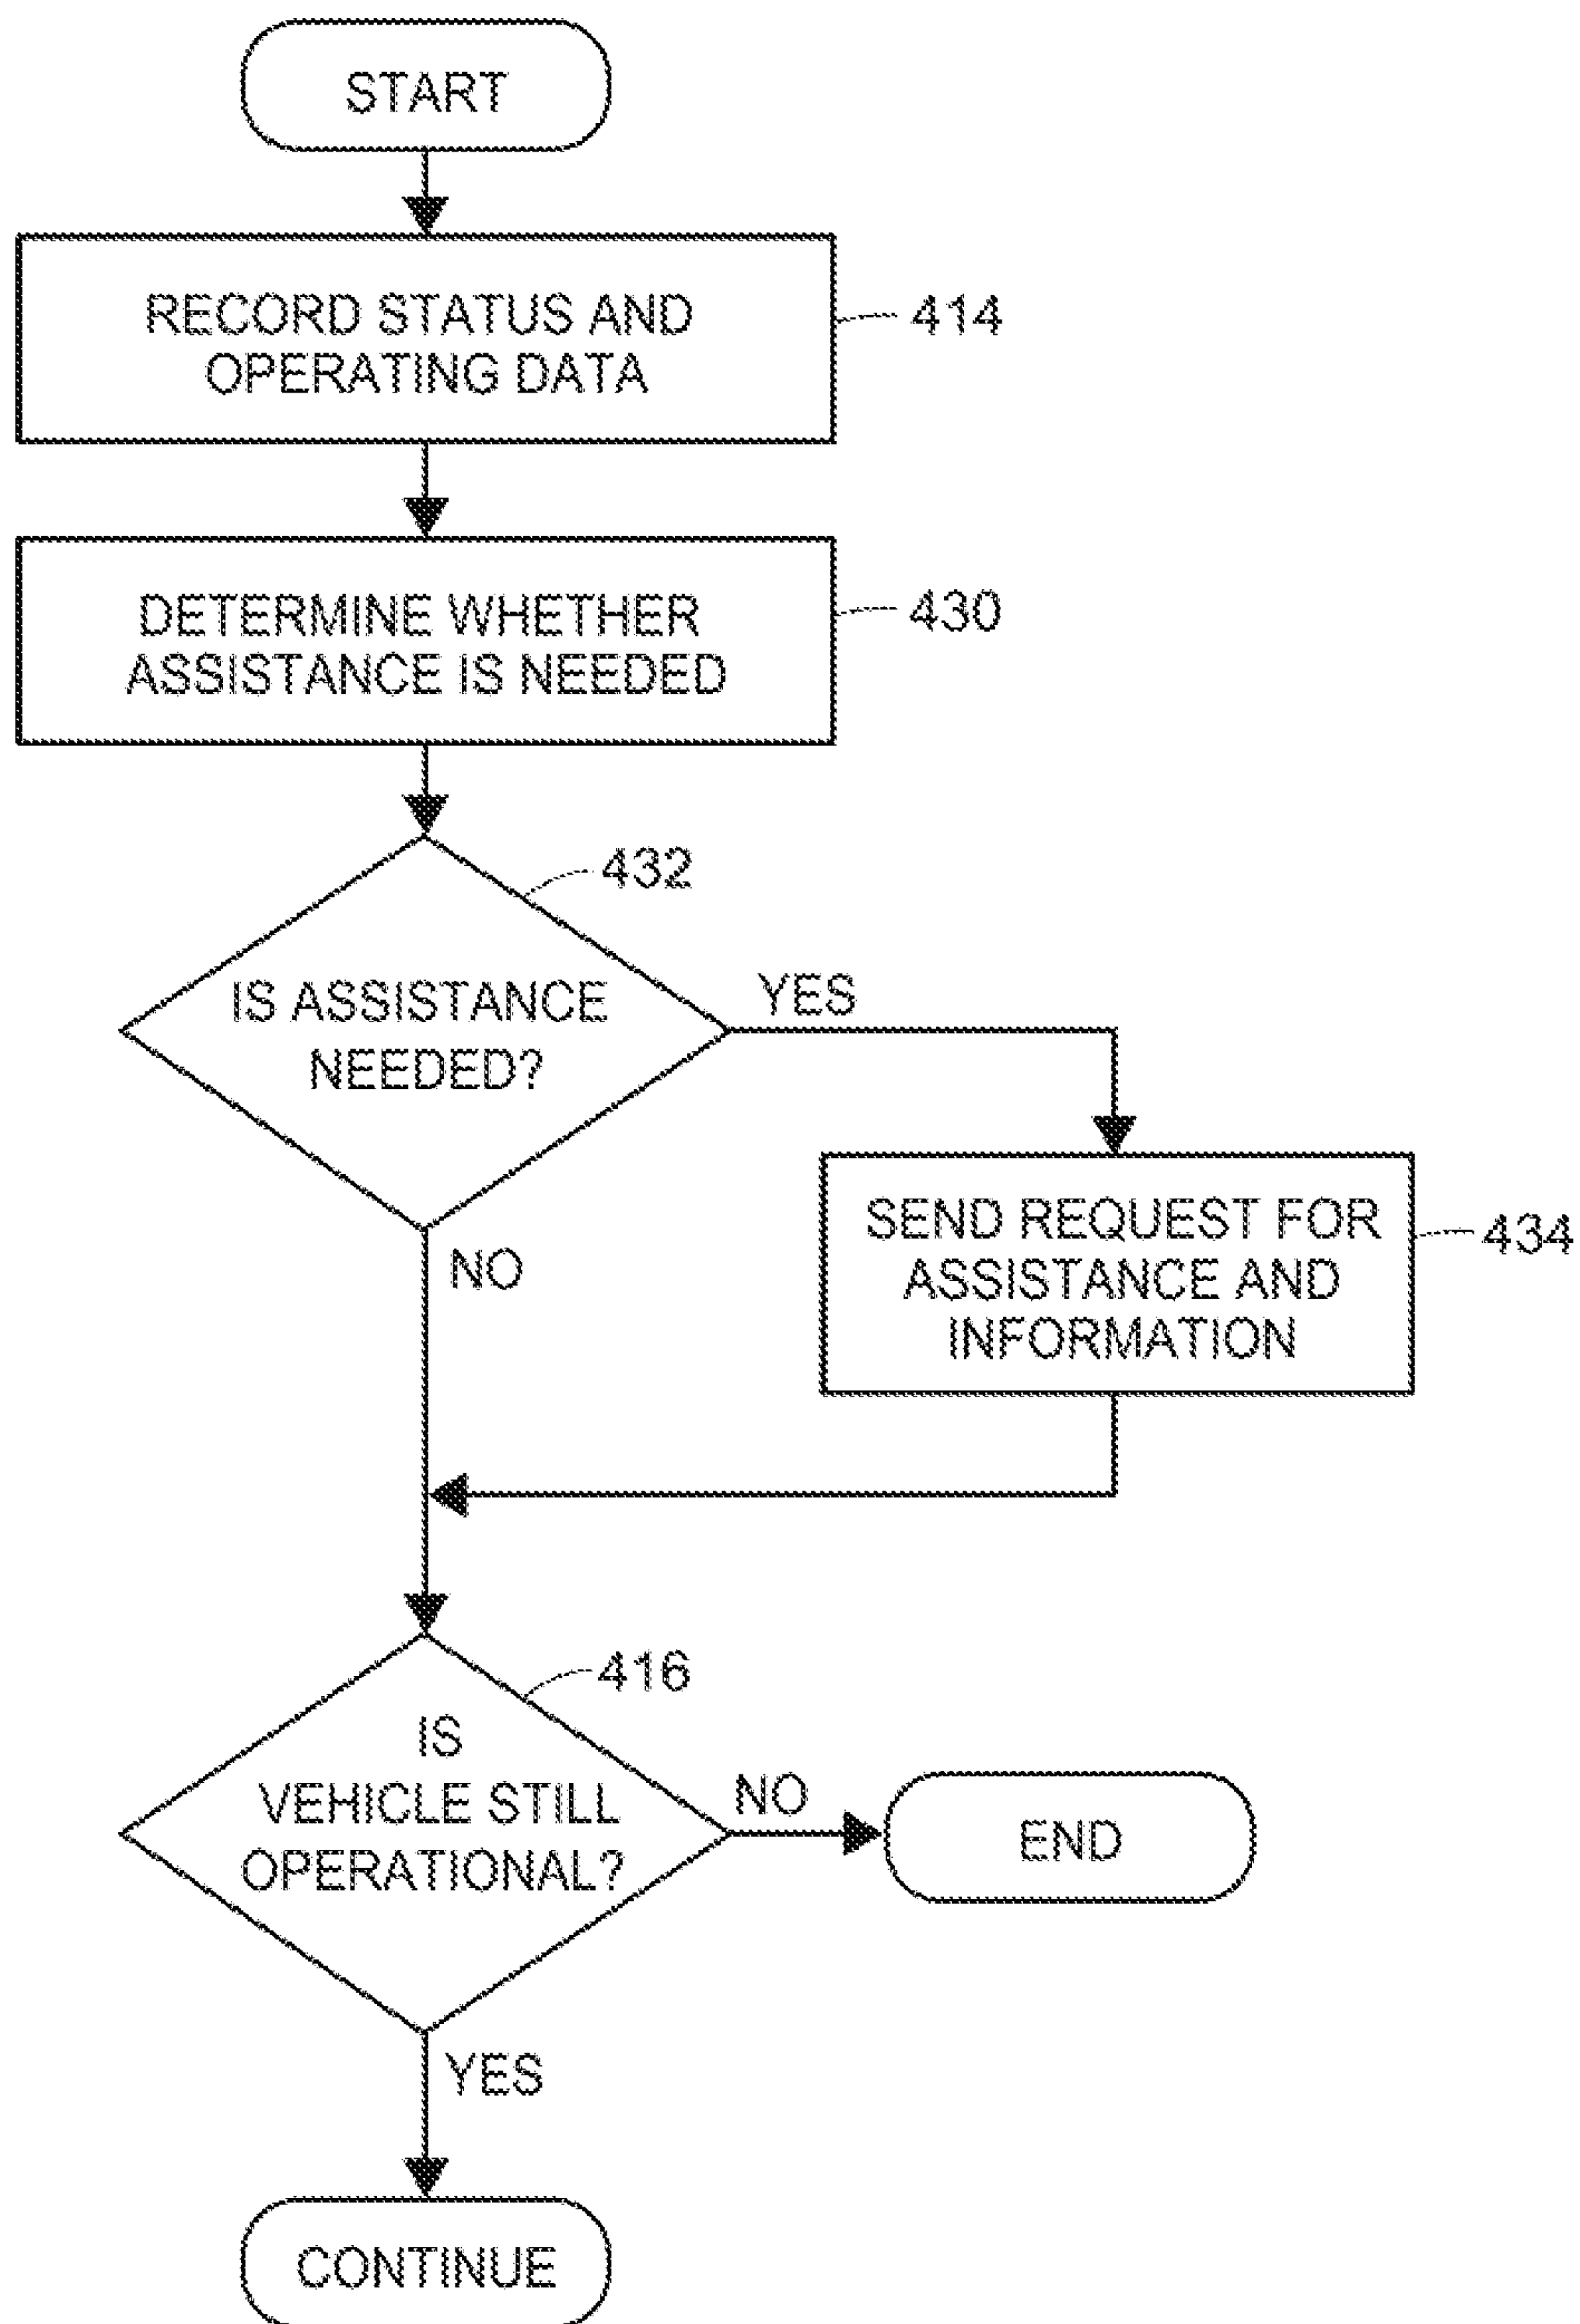 START
RECORD STATUS AND
OPERATING DATA
414
DETERMINE WHETHER
ASSISTANCE IS NEEDED
430
432
IS ASSISTANCE
NEEDED?
YES
NO
SEND REQUEST FOR
ASSISTANCE AND
INFORMATION
434
416
IS
VEHICLE STILL
OPERATIONAL?
NO
END
YES
CONTINUE